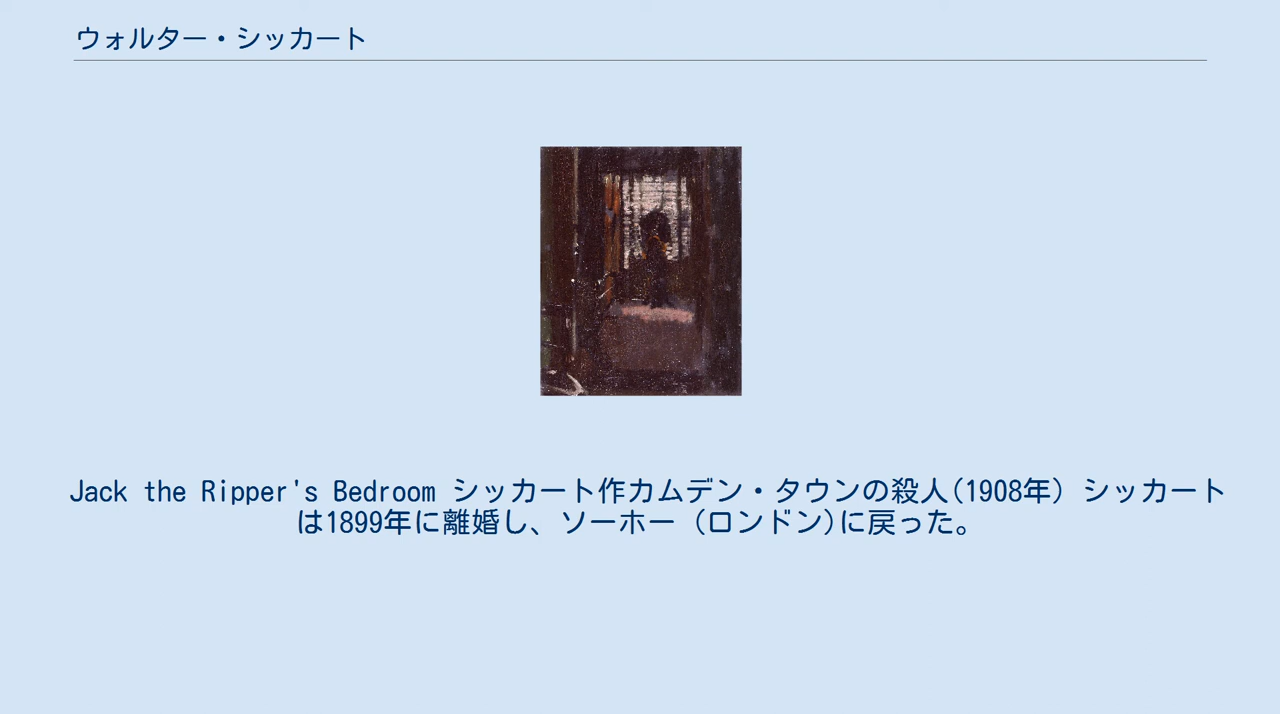 ウォルター・シッカート
Jack the Ripper's Bedroom シッカート作カムデン・タウンの殺人(1908年) シッカート
は1899年に離婚し、ソーホー (ロンドン)に戻った。